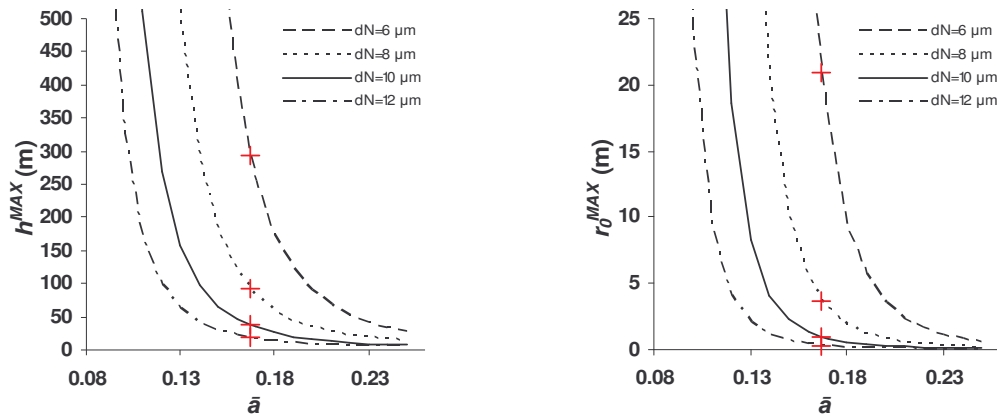 500
450
400
350
300
250
200
150
100
50
0
h^MAX (m)
0.08 0.13 0.18 0.23
ā
dN=6 µm
dN=8 µm
dN=10 µm
dN=12 µm
25
20
15
10
5
0
r₀^MAX (m)
0.08 0.13 0.18 0.23
ā
dN=6 µm
dN=8 µm
dN=10 µm
dN=12 µm